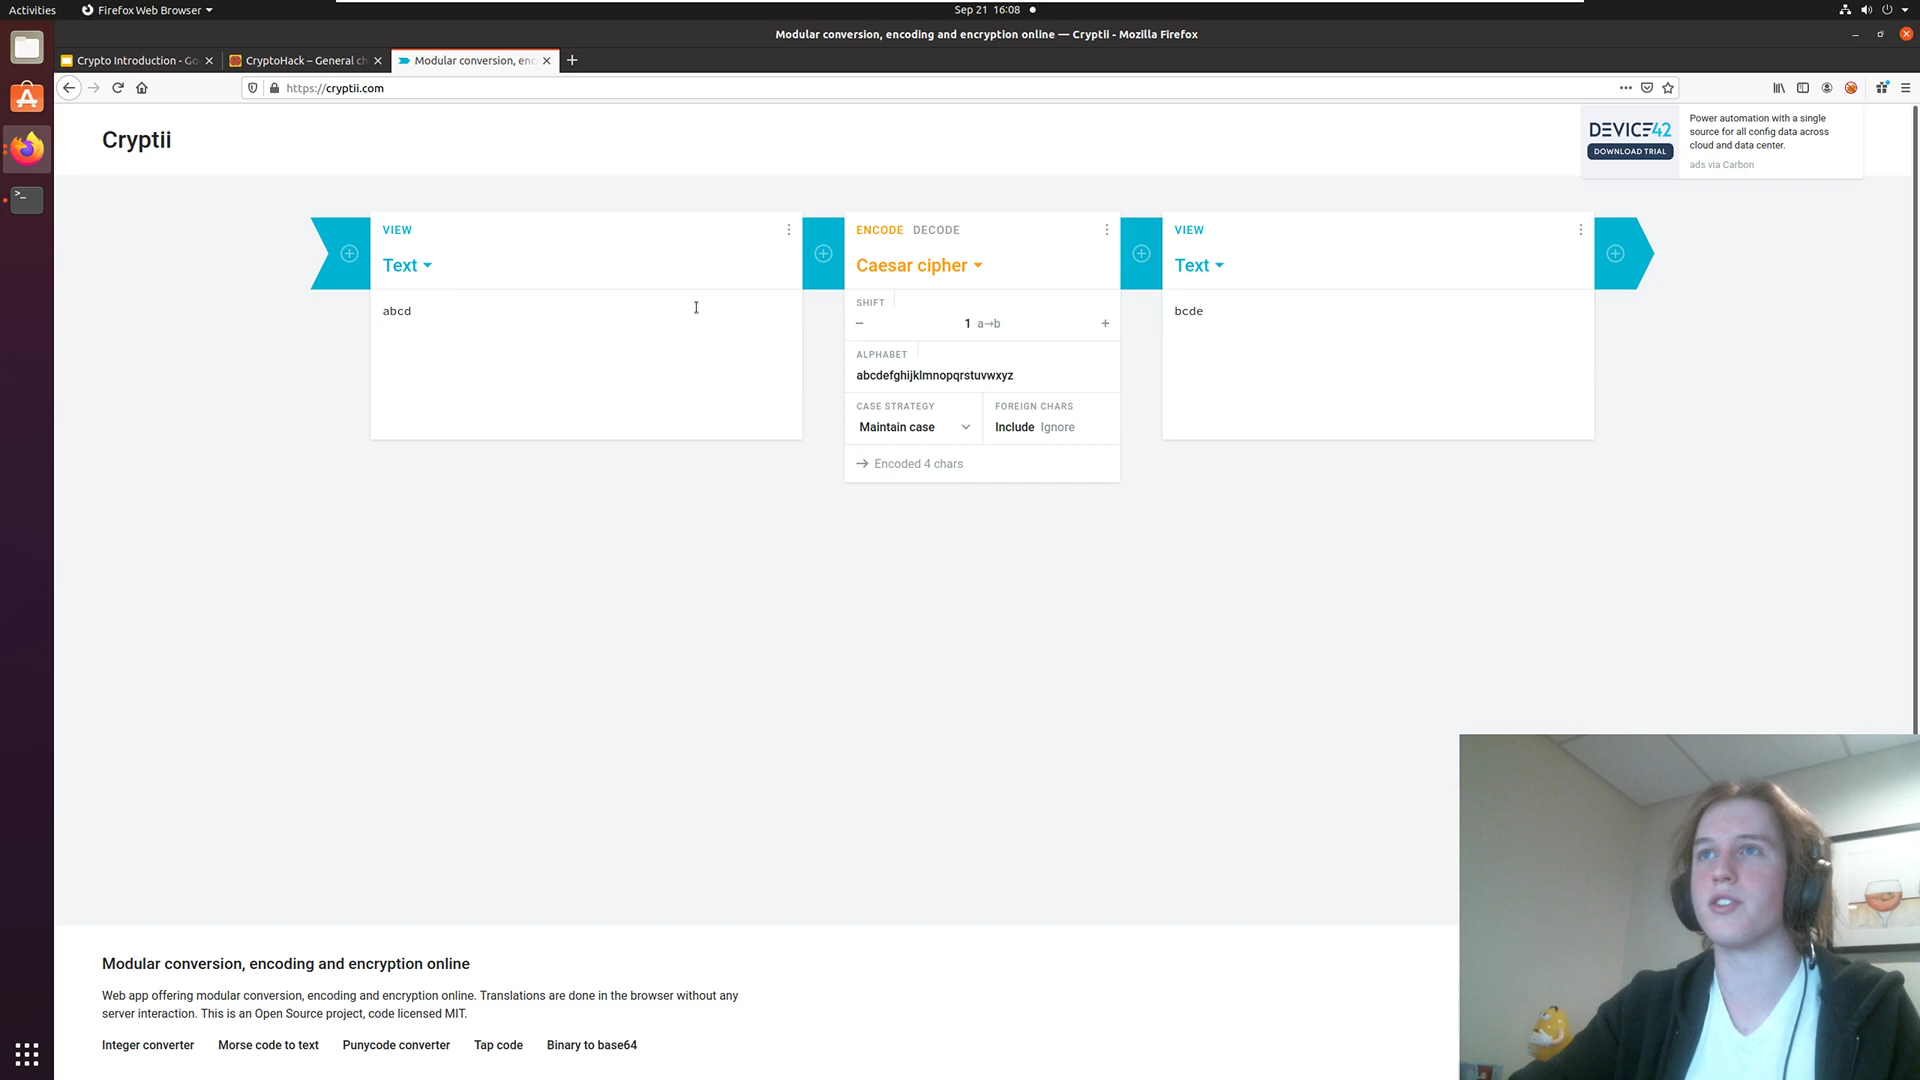 Activities
Firefox Web Browser
Sep 21 16:08
Modular conversion, encoding and encryption online — Cryptii - Mozilla Firefox
Crypto Introduction - Go
CryptoHack – General ch
Modular conversion, enc
https://cryptii.com
Cryptii
DEVICE42
DOWNLOAD TRIAL
Power automation with a single
source for all config data across
cloud and data center.
ads via Carbon
VIEW
Text
abcd
ENCODE DECODE
Caesar cipher
SHIFT
− 1 a→b +
ALPHABET
abcdefghijklmnopqrstuvwxyz
CASE STRATEGY
Maintain case
FOREIGN CHARS
Include Ignore
→ Encoded 4 chars
VIEW
Text
bcde
Modular conversion, encoding and encryption online
Web app offering modular conversion, encoding and encryption online. Translations are done in the browser without any
server interaction. This is an Open Source project, code licensed MIT.
Integer converter Morse code to text Punycode converter Tap code Binary to base64